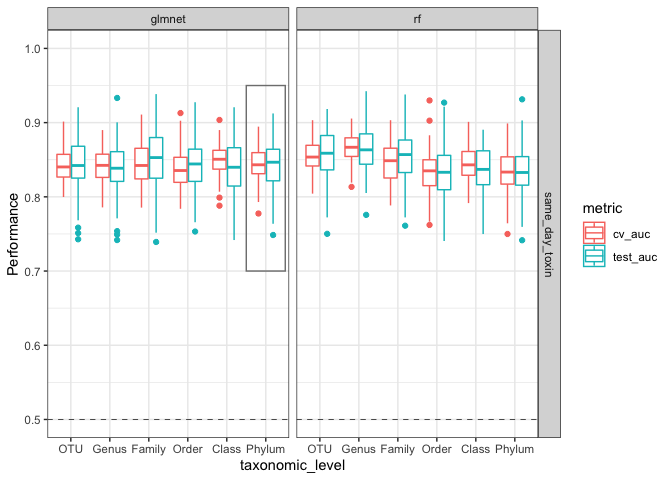 glmnet
rf
1.0
0.9
0.8
0.7
0.6
0.5
Performance
OTU Genus Family Order Class Phylum
OTU Genus Family Order Class Phylum
taxonomic_level
same_day_toxin
metric
cv_auc
test_auc